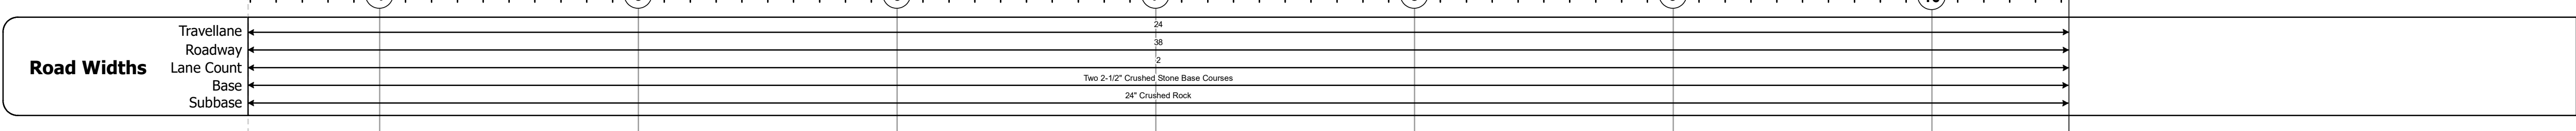 Road Widths
Travellane
24
Roadway
38
Lane Count
2
Base
Two 2-1/2" Crushed Stone Base Courses
Subbase
24" Crushed Rock